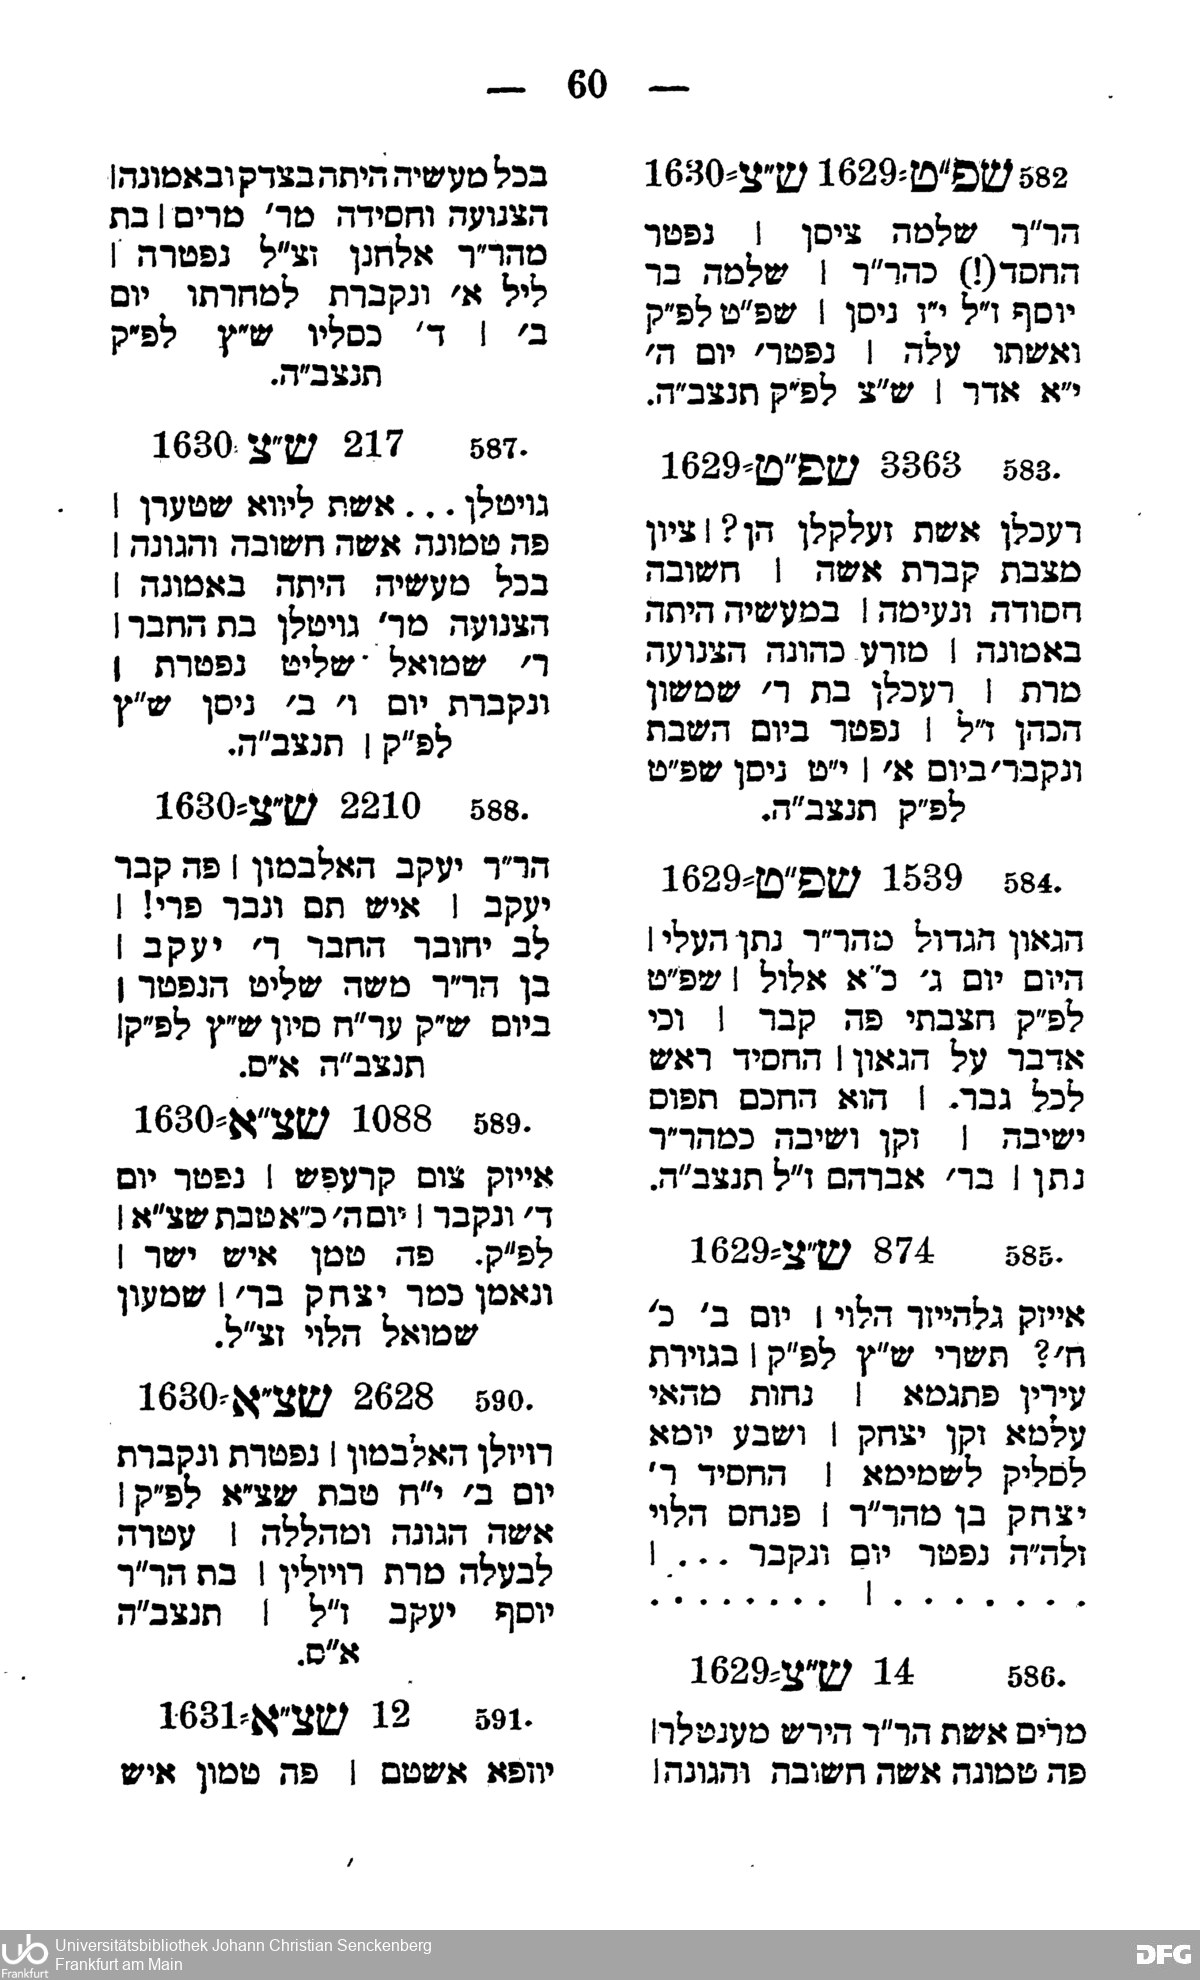 — 60 —
582 שפ״ט=1629 ש״צ=1630
הר״ר שלמה ציסן | נפטר
החסד(!) כהר״ר | שלמה בר
יוסף ז״ל י״ז ניסן | שפ״ט לפ״ק
ואשתו עלה | נפטר׳ יום ה׳
י״א אדר | ש״צ לפ״ק תנצב״ה.
583. 3363 שפ״ט=1629
רעכלן אשת זעלקלן הן? | ציון
מצבת קברת אשה | חשובה
חסודה ונעימה | במעשיה היתה
באמונה | מזרע כהונה הצנועה
מרת | רעכלן בת ר׳ שמשון
הכהן ז״ל | נפטר ביום השבת
ונקבר׳ ביום א׳ | י״ט ניסן שפ״ט
לפ״ק תנצב״ה.
584. 1539 שפ״ט=1629
הגאון הגדול מהר״ר נתן העלי |
היום יום ג׳ כ״א אלול | שפ״ט
לפ״ק חצבתי פה קבר | וכי
אדבר על הגאון | החסיד ראש
לכל גבר. | הוא החכם תפוס
ישיבה | זקן ושיבה כמהר״ר
נתן | בר׳ אברהם ז״ל תנצב״ה.
585. 874 ש״צ=1629
אייזק גלהייזר הלוי | יום ב׳ כ׳
ח׳? תשרי ש״ץ לפ״ק | בגזירת
עירין פתגמא | נחות מהאי
עלמא זקן יצחק | ושבע יומא
לסליק לשמימא | החסיד ר׳
יצחק בן מהר״ר | פנחס הלוי
זלה״ה נפטר יום ונקבר ... |
........ | ........
586. 14 ש״צ=1629
מרים אשת הר״ר הירש מענטלר |
פה טמונה אשה חשובה והגונה |
בכל מעשיה היתה בצדק ובאמונה |
הצנועה וחסידה מר׳ מרים | בת
מהר״ר אלחנן זצ״ל נפטרה |
ליל א׳ ונקברת למחרתו יום
ב׳ | ד׳ כסליו ש״ץ לפ״ק
תנצב״ה.
587. 217 ש״צ 1630
גויטלן ... אשת ליווא שטערן |
פה טמונה אשה חשובה והגונה |
בכל מעשיה היתה באמונה |
הצנועה מר׳ גויטלן בת החבר |
ר׳ שמואל שליט נפטרת |
ונקברת יום ו׳ ב׳ ניסן ש״ץ
לפ״ק | תנצב״ה.
588. 2210 ש״צ=1630
הר״ר יעקב האלבמון | פה קבר
יעקב | איש תם וגבר פרי! |
לב יחובר החבר ר׳ יעקב |
בן הר״ר משה שליט הנפטר |
ביום ש״ק ער״ח סיון ש״ץ לפ״ק |
תנצב״ה א״ם.
589. 1088 שצ״א=1630
אייזק צום קרעפש | נפטר יום
ד׳ ונקבר | יום ה׳ כ״א טבת שצ״א |
לפ״ק. פה טמן איש ישר |
ונאמן כמר יצחק בר׳ | שמעון
שמואל הלוי זצ״ל.
590. 2628 שצ״א=1630
רויזלן האלבמון | נפטרת ונקברת
יום ב׳ י״ח טבת שצ״א לפ״ק |
אשה הגונה ומהללה | עטרה
לבעלה מרת רויזלין | בת הר״ר
יוסף יעקב ז״ל | תנצב״ה
א״ס.
591. 12 שצ״א=1631
יוזפא אשטם | פה טמון איש
ub Frankfurt
Universitätsbibliothek Johann Christian Senckenberg
Frankfurt am Main
DFG